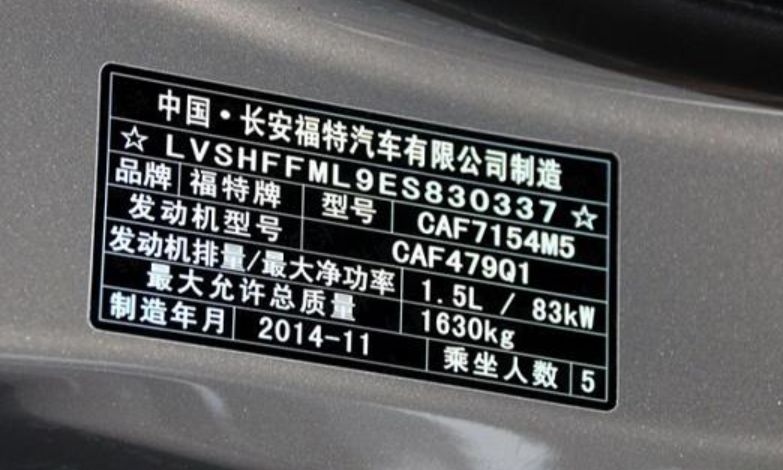 中国·长安福特汽车有限公司制造
☆LVSHFFML9ES830337☆
品牌 福特牌 型号 CAF7154M5
发动机型号 CAF479Q1
发动机排量/最大净功率 1.5L / 83kW
最大允许总质量 1630kg
制造年月 2014-11 乘坐人数 5